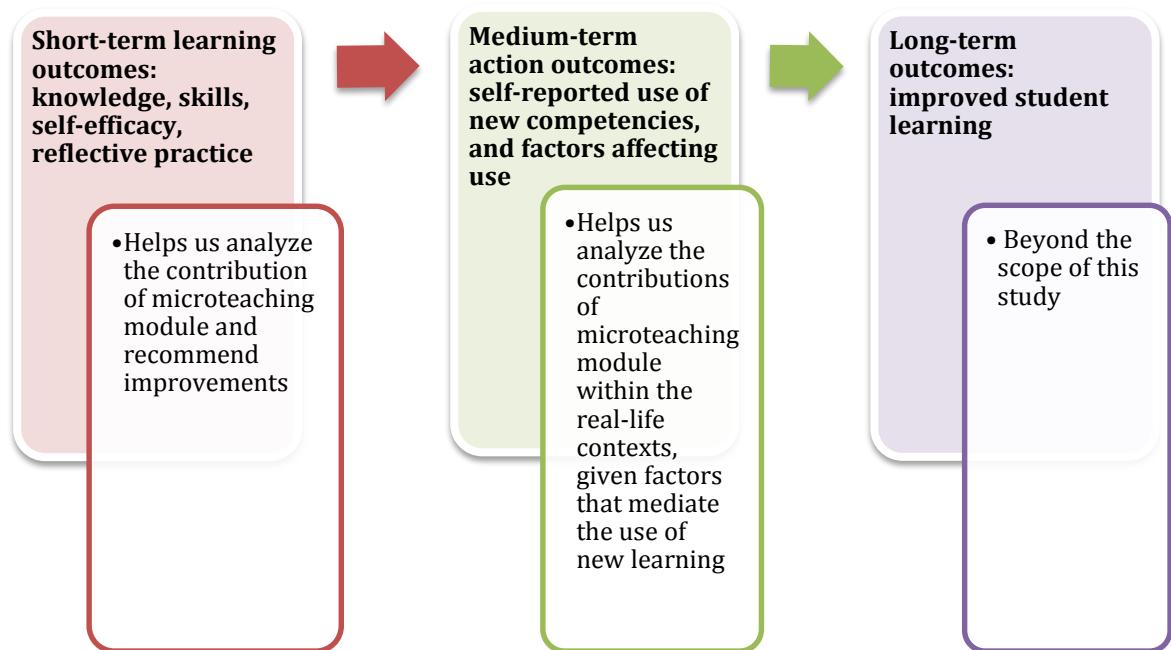 Short-term learning
outcomes:
knowledge, skills,
self-efficacy,
reflective practice
•Helps us analyze
the contribution
of microteaching
module and
recommend
improvements
Medium-term
action outcomes:
self-reported use of
new competencies,
and factors affecting
use
•Helps us
analyze the
contributions
of
microteaching
module
within the
real-life
contexts,
given factors
that mediate
the use of
new learning
Long-term
outcomes:
improved student
learning
• Beyond the
scope of this
study